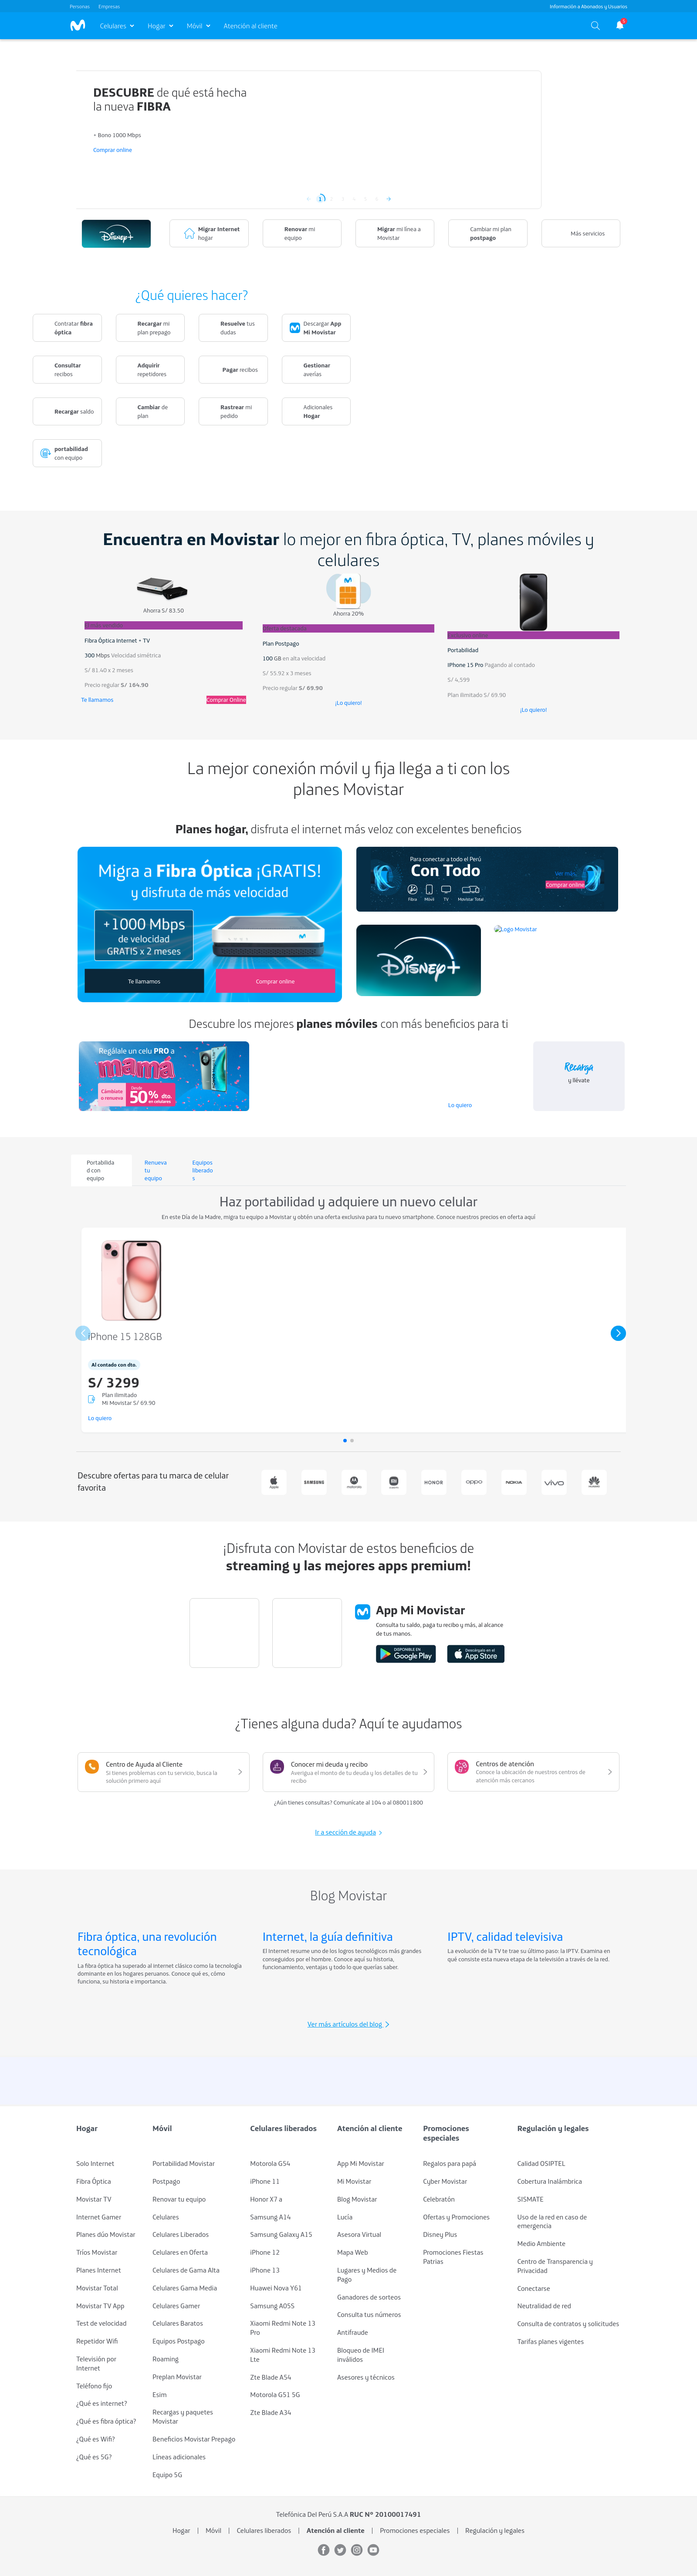 Personas Empresas Información a Abonados y Usuarios
Celulares Hogar Móvil Atención al cliente
DESCUBRE de qué está hecha
la nueva FIBRA
+ Bono 1000 Mbps
Comprar online
Disney+
Migrar Internet
hogar
Renovar mi
equipo
Migrar mi línea a
Movistar
Cambiar mi plan
postpago
Más servicios
¿Qué quieres hacer?
Contratar fibra
óptica
Recargar mi
plan prepago
Resuelve tus
dudas
Descargar App
Mi Movistar
Consultar
recibos
Adquirir
repetidores
Pagar recibos
Gestionar
averías
Recargar saldo
Cambiar de
plan
Rastrear mi
pedido
Adicionales
Hogar
portabilidad
con equipo
Encuentra en Movistar lo mejor en fibra óptica, TV, planes móviles y
celulares
Ahorra S/ 83.50
Fibra Óptica Internet + TV
300 Mbps Velocidad simétrica
S/ 81.40 x 2 meses
Precio regular S/ 164.90
Te llamamos
Comprar Online
Ahorra 20%
Plan Postpago
100 GB en alta velocidad
S/ 55.92 x 3 meses
Precio regular S/ 69.90
¡Lo quiero!
Portabilidad
iPhone 15 Pro Pagando al contado
S/ 4,599
Plan Ilimitado S/ 69.90
¡Lo quiero!
La mejor conexión móvil y fija llega a ti con los
planes Movistar
Planes hogar, disfruta el internet más veloz con excelentes beneficios
Migra a Fibra Óptica ¡GRATIS!
y disfruta de más velocidad
+1000 Mbps
de velocidad
GRATIS x 2 meses
Te llamamos
Comprar online
Para conectar a todo el Perú
Con Todo
Fibra Móvil TV Movistar Total
Ver más
Comprar online
Disney+
Logo Movistar
Descubre los mejores planes móviles con más beneficios para ti
Regálale un celu PRO a
mamá
Cámbiate
o renueva
Desde
50% dto.
en celulares
Lo quiero
Recarga
y llévate
Portabilida
d con
equipo
Renueva
tu
equipo
Equipos
liberado
s
Haz portabilidad y adquiere un nuevo celular
En este Día de la Madre, migra tu equipo a Movistar y obtén una oferta exclusiva para tu nuevo smartphone. Conoce nuestros precios en oferta aquí
iPhone 15 128GB
Al contado con dto.
S/ 3299
Plan Ilimitado
Mi Movistar S/ 69.90
Lo quiero
Descubre ofertas para tu marca de celular
favorita
Apple SAMSUNG motorola xiaomi HONOR oppo NOKIA vivo HUAWEI
¡Disfruta con Movistar de estos beneficios de
streaming y las mejores apps premium!
App Mi Movistar
Consulta tu saldo, paga tu recibo y más, al alcance
de tus manos.
DISPONIBLE EN
Google Play
Descárgalo en el
App Store
¿Tienes alguna duda? Aquí te ayudamos
Centro de Ayuda al Cliente
Si tienes problemas con tu servicio, busca la
solución primero aquí
Conocer mi deuda y recibo
Averigua el monto de tu deuda y los detalles de tu
recibo
Centros de atención
Conoce la ubicación de nuestros centros de
atención más cercanos
¿Aún tienes consultas? Comunícate al 104 o al 080011800
Ir a sección de ayuda
Blog Movistar
Fibra óptica, una revolución
tecnológica
La fibra óptica ha superado al internet clásico como la tecnología
dominante en los hogares peruanos. Conoce qué es, cómo
funciona, su historia e importancia.
Internet, la guía definitiva
El Internet resume uno de los logros tecnológicos más grandes
conseguidos por el hombre. Conoce aquí su historia,
funcionamiento, ventajas y todo lo que querías saber.
IPTV, calidad televisiva
La evolución de la TV te trae su último paso: la IPTV. Examina en
qué consiste esta nueva etapa de la televisión a través de la red.
Ver más artículos del blog
Hogar
Solo Internet
Fibra Óptica
Movistar TV
Internet Gamer
Planes dúo Movistar
Tríos Movistar
Planes Internet
Movistar Total
Movistar TV App
Test de velocidad
Repetidor Wifi
Televisión por
Internet
Teléfono fijo
¿Qué es internet?
¿Qué es fibra óptica?
¿Qué es Wifi?
¿Qué es 5G?
Móvil
Portabilidad Movistar
Postpago
Renovar tu equipo
Celulares
Celulares Liberados
Celulares en Oferta
Celulares de Gama Alta
Celulares Gama Media
Celulares Gamer
Celulares Baratos
Equipos Postpago
Roaming
Preplan Movistar
Esim
Recargas y paquetes
Movistar
Beneficios Movistar Prepago
Líneas adicionales
Equipo 5G
Celulares liberados
Motorola G54
iPhone 11
Honor X7 a
Samsung A14
Samsung Galaxy A15
iPhone 12
iPhone 13
Huawei Nova Y61
Samsung A05S
Xiaomi Redmi Note 13
Pro
Xiaomi Redmi Note 13
Lte
Zte Blade A54
Motorola G51 5G
Zte Blade A34
Atención al cliente
App Mi Movistar
Mi Movistar
Blog Movistar
Lucía
Asesora Virtual
Mapa Web
Lugares y Medios de
Pago
Ganadores de sorteos
Consulta tus números
Antifraude
Bloqueo de IMEI
inválidos
Asesores y técnicos
Promociones
especiales
Regalos para papá
Cyber Movistar
Celebratón
Ofertas y Promociones
Disney Plus
Promociones Fiestas
Patrias
Regulación y legales
Calidad OSIPTEL
Cobertura Inalámbrica
SISMATE
Uso de la red en caso de
emergencia
Medio Ambiente
Centro de Transparencia y
Privacidad
Conectarse
Neutralidad de red
Consulta de contratos y solicitudes
Tarifas planes vigentes
Telefónica Del Perú S.A.A RUC Nº 20100017491
Hogar | Móvil | Celulares liberados | Atención al cliente | Promociones especiales | Regulación y legales